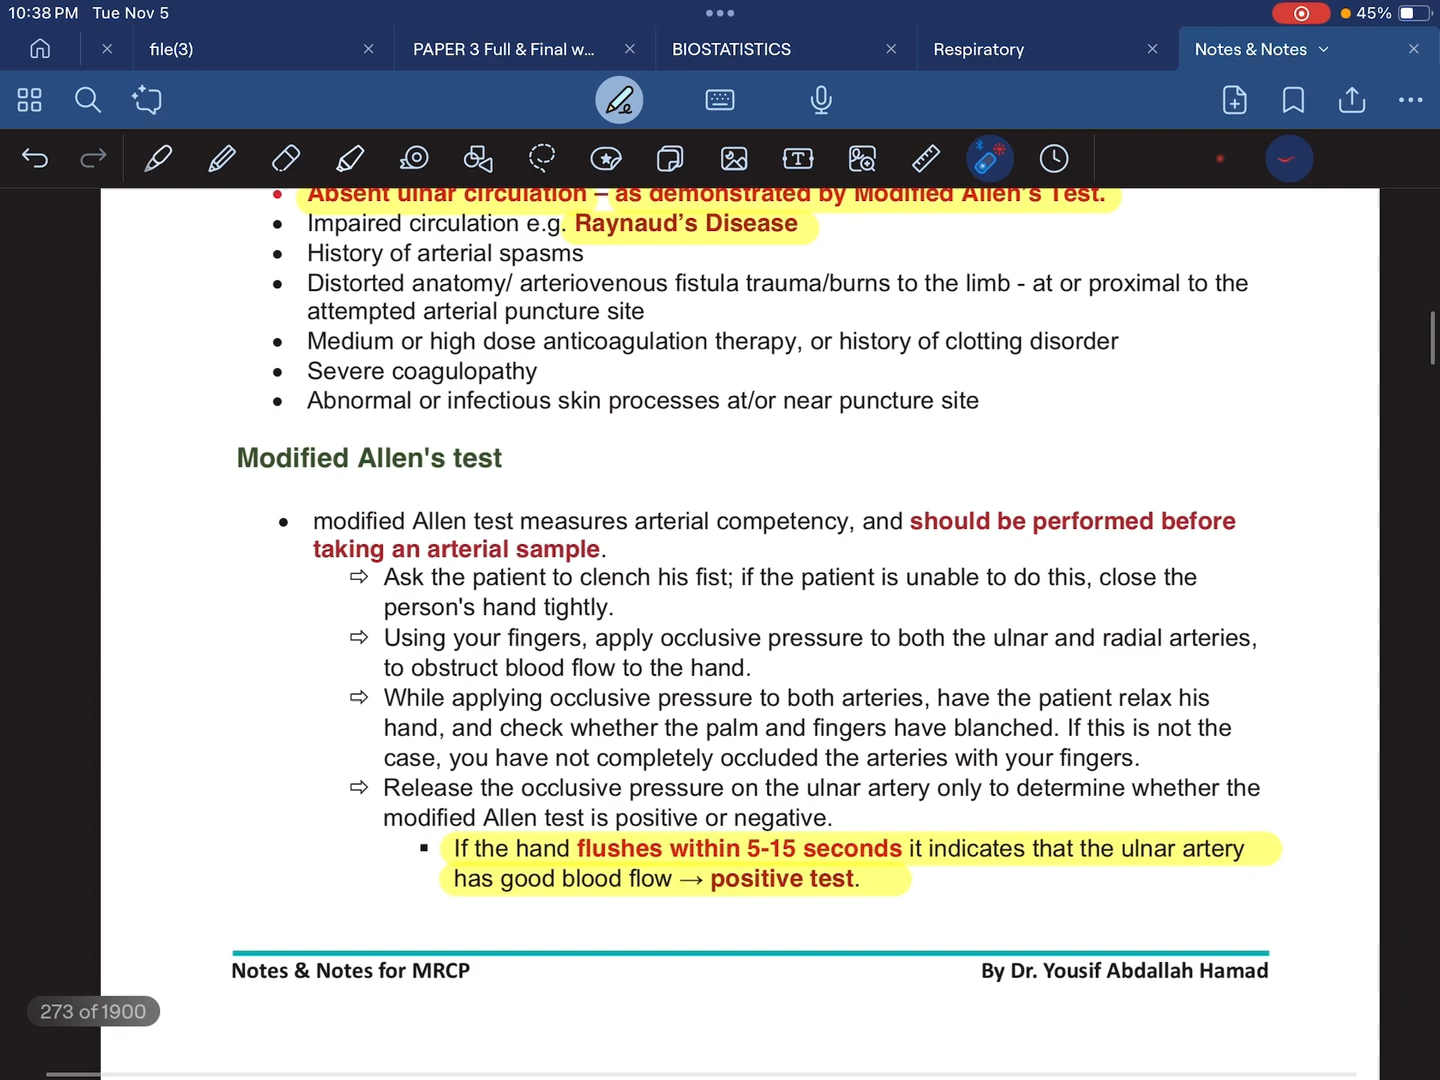 10:38 PM Tue Nov 5
45%
file(3)
PAPER 3 Full & Final w...
BIOSTATISTICS
Respiratory
Notes & Notes
• Absent ulnar circulation – as demonstrated by Modified Allen's Test.
• Impaired circulation e.g. Raynaud's Disease
• History of arterial spasms
• Distorted anatomy/ arteriovenous fistula trauma/burns to the limb - at or proximal to the
attempted arterial puncture site
• Medium or high dose anticoagulation therapy, or history of clotting disorder
• Severe coagulopathy
• Abnormal or infectious skin processes at/or near puncture site
Modified Allen's test
• modified Allen test measures arterial competency, and should be performed before
taking an arterial sample.
⇨ Ask the patient to clench his fist; if the patient is unable to do this, close the
person's hand tightly.
⇨ Using your fingers, apply occlusive pressure to both the ulnar and radial arteries,
to obstruct blood flow to the hand.
⇨ While applying occlusive pressure to both arteries, have the patient relax his
hand, and check whether the palm and fingers have blanched. If this is not the
case, you have not completely occluded the arteries with your fingers.
⇨ Release the occlusive pressure on the ulnar artery only to determine whether the
modified Allen test is positive or negative.
▪ If the hand flushes within 5-15 seconds it indicates that the ulnar artery
has good blood flow → positive test.
Notes & Notes for MRCP
By Dr. Yousif Abdallah Hamad
273 of 1900